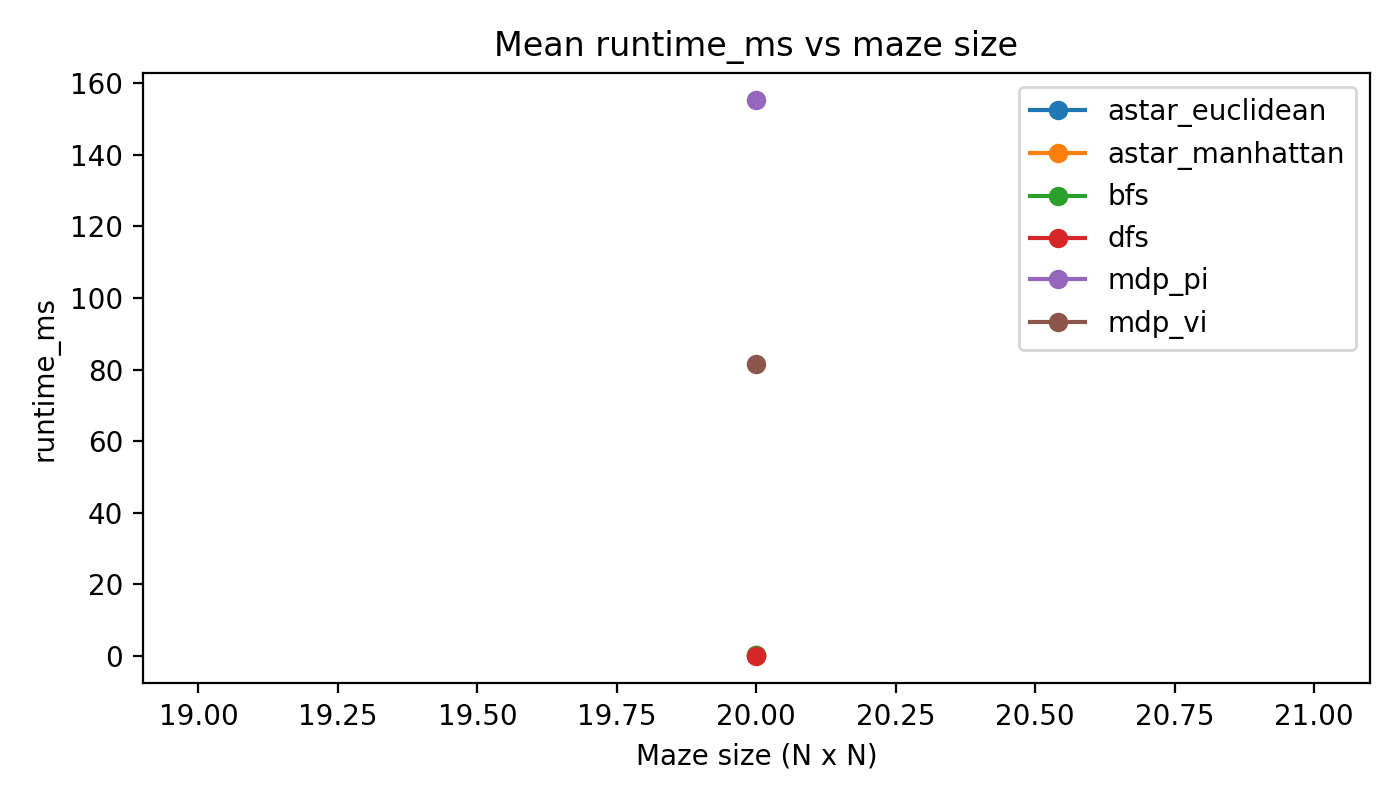 Mean runtime_ms vs maze size
160
140
120
100
80
60
40
20
0
runtime_ms
astar_euclidean
astar_manhattan
bfs
dfs
mdp_pi
mdp_vi
19.00 19.25 19.50 19.75 20.00 20.25 20.50 20.75 21.00
Maze size (N x N)